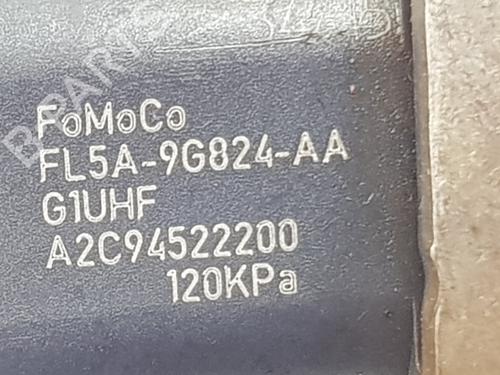 FoMoCo
FL5A-9G824-AA
G1UHF
A2C94522200
120KPa